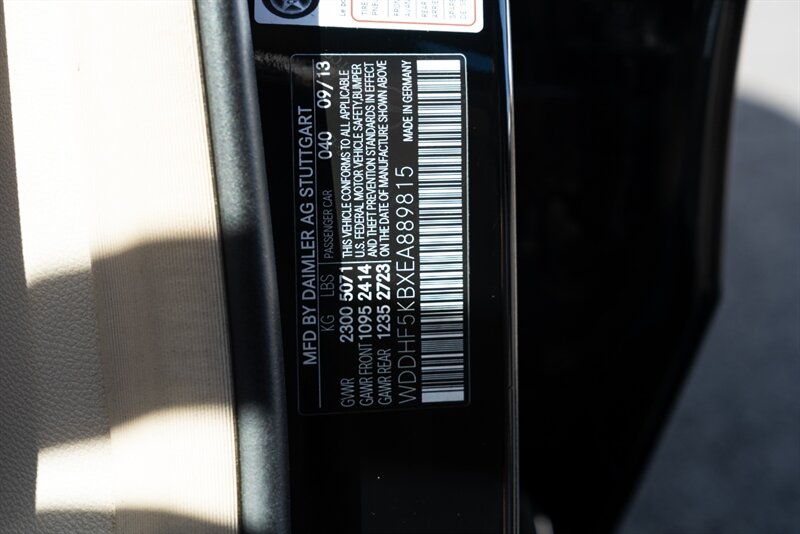 MFD BY DAIMLER AG STUTTGART
KG LBS PASSENGER CAR 040 09/13
GVWR 2300 5071
GAWR FRONT 1095 2414
GAWR REAR 1235 2723
THIS VEHICLE CONFORMS TO ALL APPLICABLE
U.S. FEDERAL MOTOR VEHICLE SAFETY,BUMPER
AND THEFT PREVENTION STANDARDS IN EFFECT
ON THE DATE OF MANUFACTURE SHOWN ABOVE
WDDHF5KBXEA889815 MADE IN GERMANY